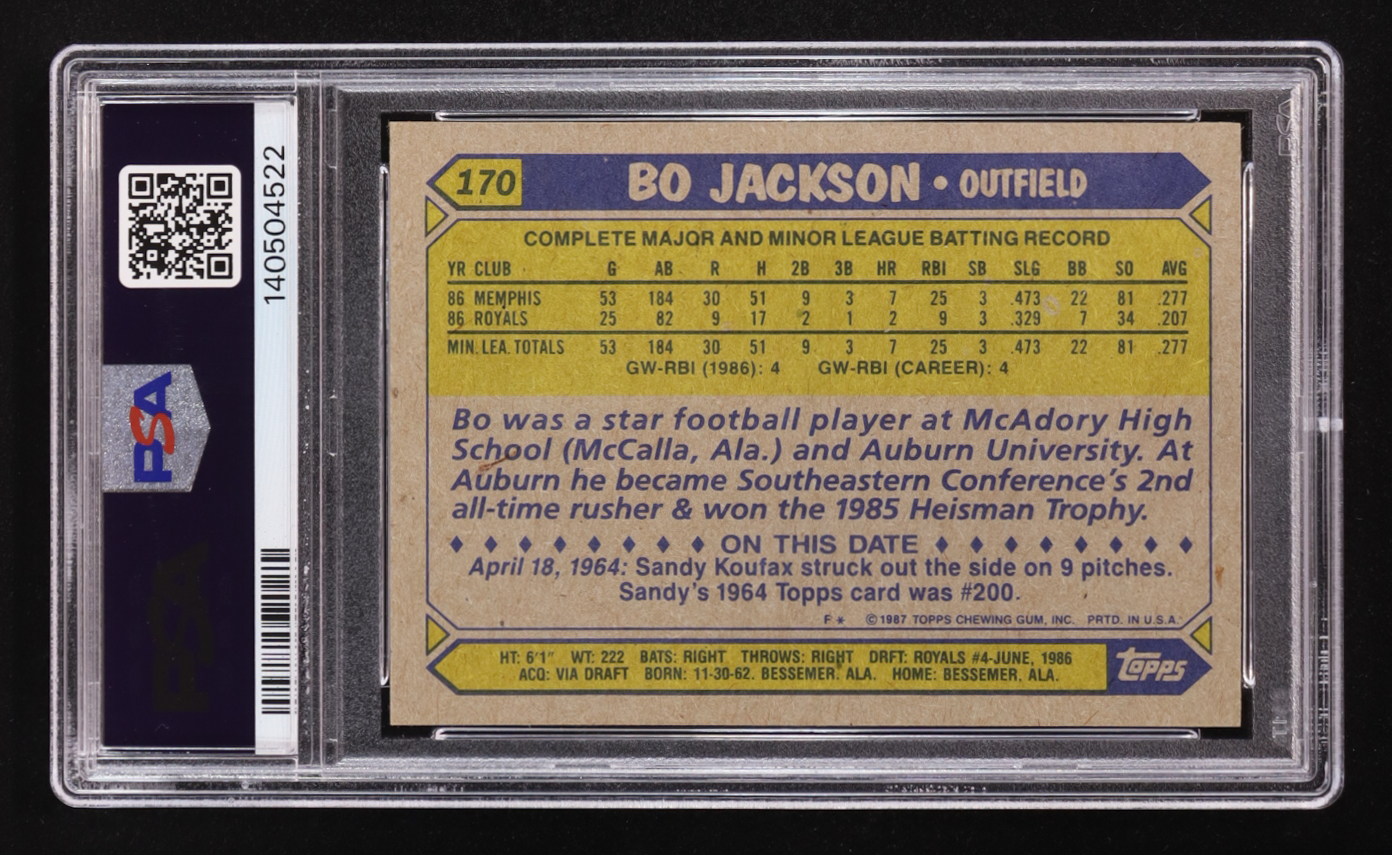 PSA
140504522
170 BO JACKSON • OUTFIELD
COMPLETE MAJOR AND MINOR LEAGUE BATTING RECORD
YR CLUB G AB R H 2B 3B HR RBI SB SLG BB SO AVG
86 MEMPHIS 53 184 30 51 9 3 7 25 3 .473 22 81 .277
86 ROYALS 25 82 9 17 2 1 2 9 3 .329 7 34 .207
MIN. LEA. TOTALS 53 184 30 51 9 3 7 25 3 .473 22 81 .277
GW-RBI (1986): 4 GW-RBI (CAREER): 4
Bo was a star football player at McAdory High
School (McCalla, Ala.) and Auburn University. At
Auburn he became Southeastern Conference's 2nd
all-time rusher & won the 1985 Heisman Trophy.
♦ ♦ ♦ ♦ ♦ ♦ ♦ ♦ ON THIS DATE ♦ ♦ ♦ ♦ ♦ ♦ ♦ ♦
April 18, 1964: Sandy Koufax struck out the side on 9 pitches.
Sandy's 1964 Topps card was #200.
F * ©1987 TOPPS CHEWING GUM, INC. PRTD. IN U.S.A.
HT: 6'1" WT: 222 BATS: RIGHT THROWS: RIGHT DRFT: ROYALS #4-JUNE, 1986
ACQ: VIA DRAFT BORN: 11-30-62. BESSEMER. ALA. HOME: BESSEMER, ALA.
topps
PSA
PSA